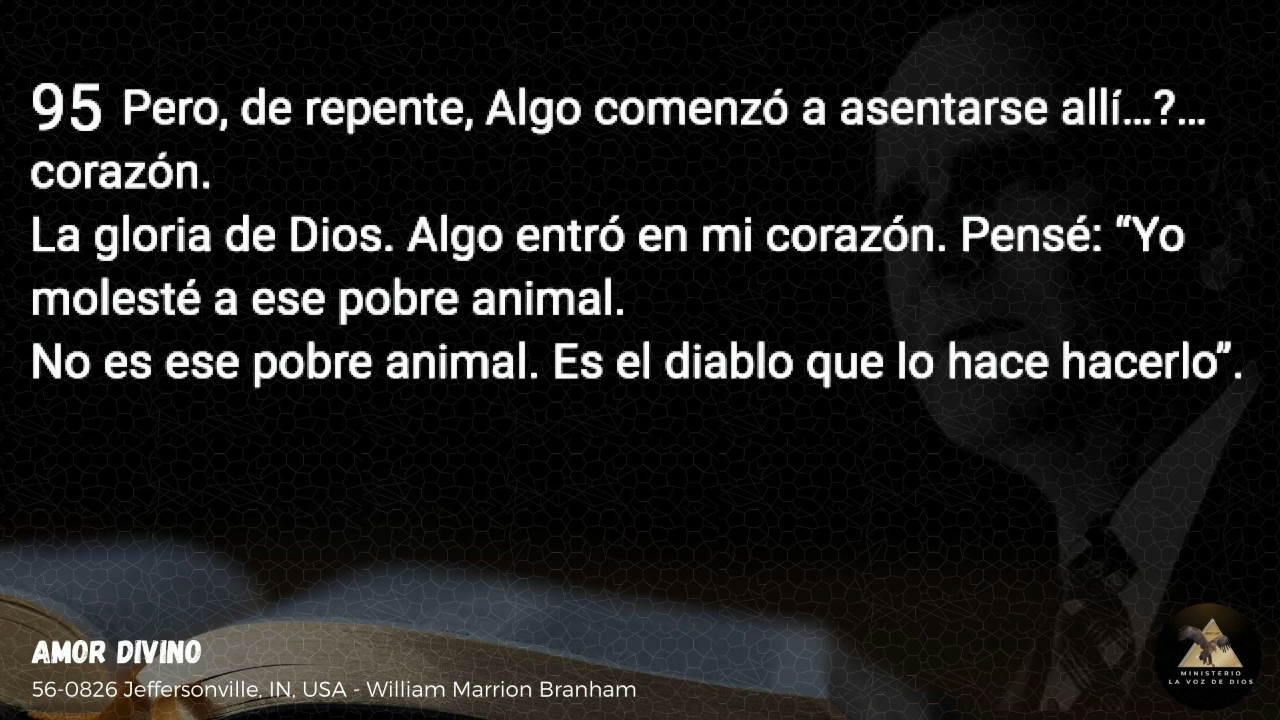 95 Pero, de repente, Algo comenzó a asentarse allí...?...
corazón.
La gloria de Dios. Algo entró en mi corazón. Pensé: “Yo
molesté a ese pobre animal.
No es ese pobre animal. Es el diablo que lo hace hacerlo”.
AMOR DIVINO
56-0826 Jeffersonville, IN, USA - William Marrion Branham
MINISTERIO
LA VOZ DE DIOS